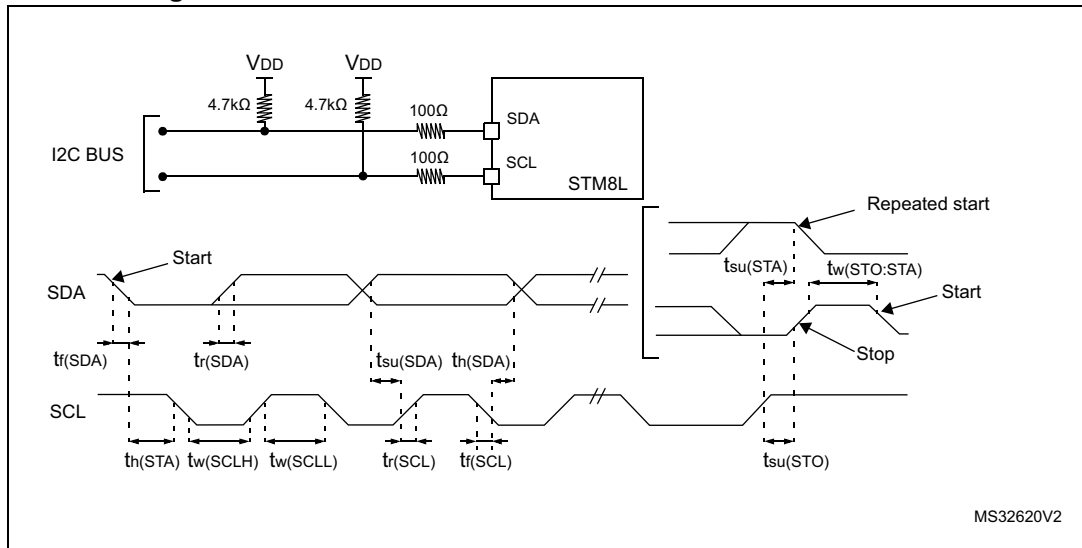 VDD VDD
4.7kΩ 4.7kΩ 100Ω
SDA
I2C BUS
100Ω
SCL
STM8L
Repeated start
Start
tsu(STA) tw(STO:STA)
SDA
Start
Stop
tf(SDA) tr(SDA) tsu(SDA) th(SDA)
SCL
th(STA) tw(SCLH) tw(SCLL) tr(SCL) tf(SCL) tsu(STO)
MS32620V2